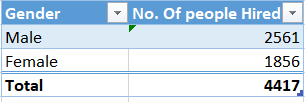 Gender No. Of people Hired
Male 2561
Female 1856
Total 4417